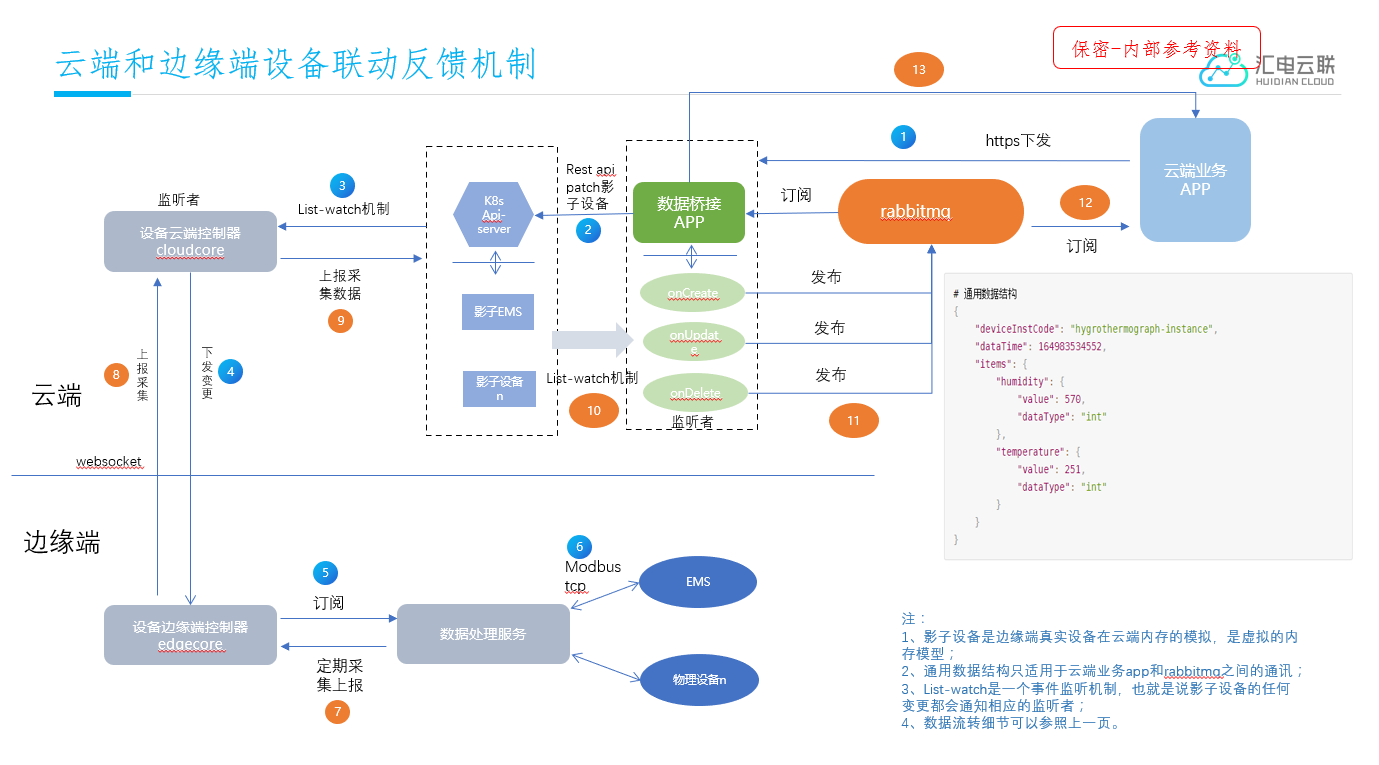 云端和边缘端设备联动反馈机制
保密-内部参考资料
汇电云联
HUIDIAN CLOUD
13
1
https下发
云端业务
APP
Rest api
patch影
子设备
2
K8s
Api-
server
数据桥接
APP
订阅
rabbitmq
12
订阅
监听者
3
List-watch机制
设备云端控制器
cloudcore
上报采
集数据
9
影子EMS
影子设备
n
List-watch机制
10
onCreate
onUpdat
e
onDelete
监听者
发布
发布
发布
11
8
上
报
采
集
下
发
变
更
4
云端
websocket
# 通用数据结构
{
"deviceInstCode": "hygrothermograph-instance",
"dataTime": 164983534552,
"items": {
"humidity": {
"value": 570,
"dataType": "int"
},
"temperature": {
"value": 251,
"dataType": "int"
}
}
}
边缘端
5
订阅
设备边缘端控制器
edgecore
定期采
集上报
7
数据处理服务
6
Modbus
tcp
EMS
物理设备n
注：
1、影子设备是边缘端真实设备在云端内存的模拟，是虚拟的内
存模型；
2、通用数据结构只适用于云端业务app和rabbitmq之间的通讯；
3、List-watch是一个事件监听机制，也就是说影子设备的任何
变更都会通知相应的监听者；
4、数据流转细节可以参照上一页。